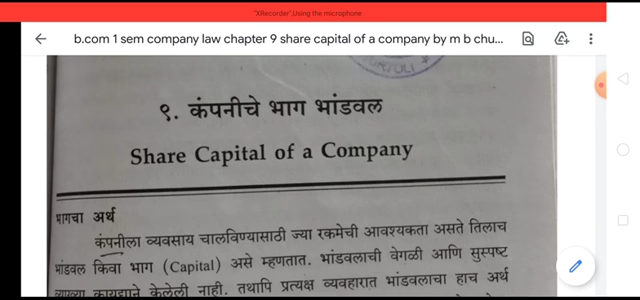 "XRecorder".Using the microphone
b.com 1 sem company law chapter 9 share capital of a company by m b chu...
९. कंपनीचे भाग भांडवल
Share Capital of a Company
भागचा अर्थ
कंपनीला व्यवसाय चालविण्यासाठी ज्या रकमेची आवश्यकता असते तिलाच
भांडवल किंवा भाग (Capital) असे म्हणतात. भांडवलाची वेगळी आणि सुस्पष्ट
व्याख्या कायद्याने केलेली नाही. तथापि प्रत्यक्ष व्यवहारात भांडवलाचा हाच अर्थ